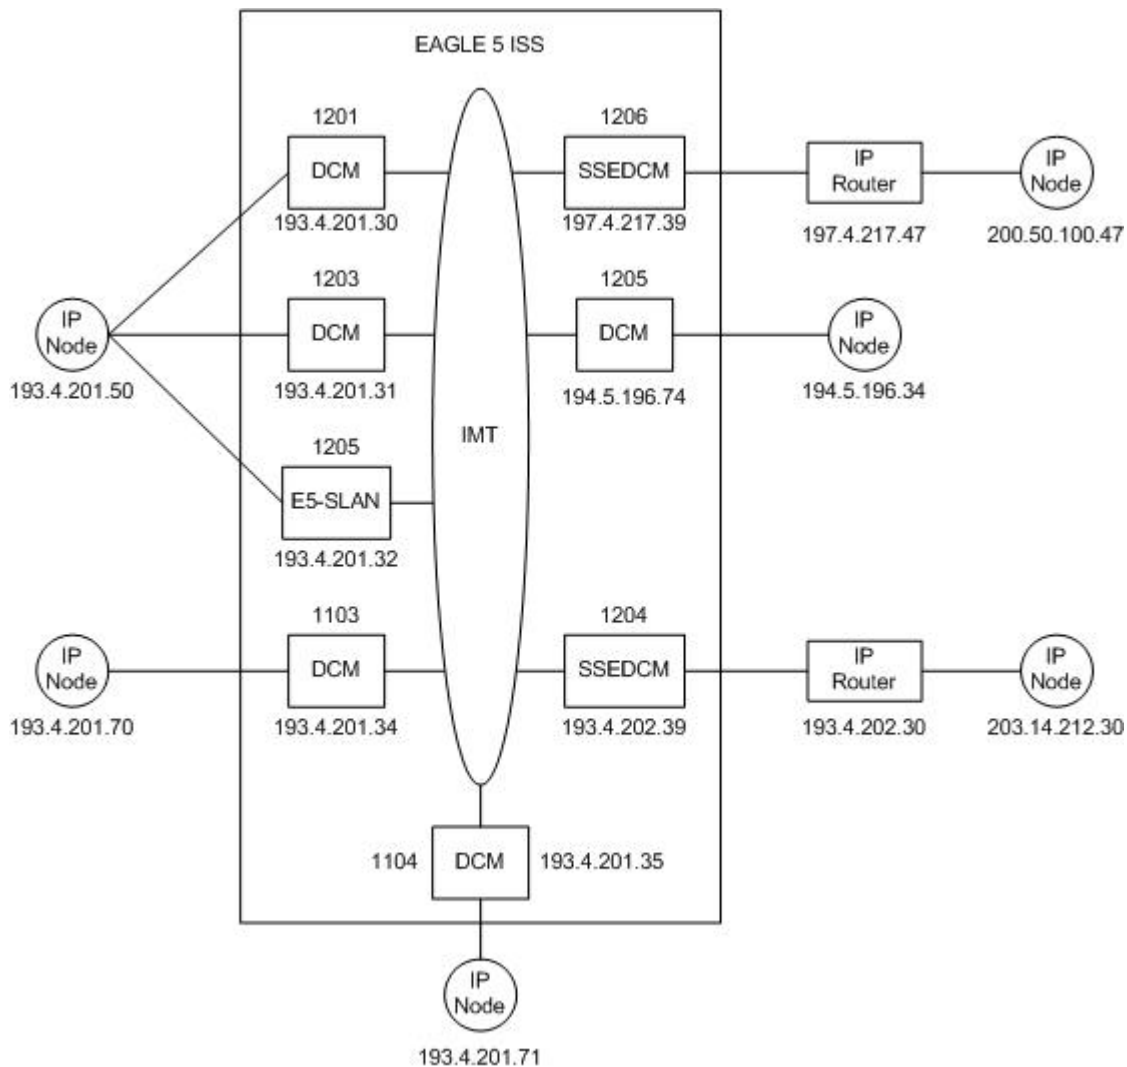 EAGLE 5 ISS
1201
DCM
193.4.201.30
1206
SSEDCM
197.4.217.39
IP
Router
197.4.217.47
IP
Node
200.50.100.47
IP
Node
193.4.201.50
1203
DCM
193.4.201.31
1205
DCM
194.5.196.74
IP
Node
194.5.196.34
IMT
1205
E5-SLAN
193.4.201.32
IP
Node
193.4.201.70
1103
DCM
193.4.201.34
1204
SSEDCM
193.4.202.39
IP
Router
193.4.202.30
IP
Node
203.14.212.30
1104
DCM
193.4.201.35
IP
Node
193.4.201.71